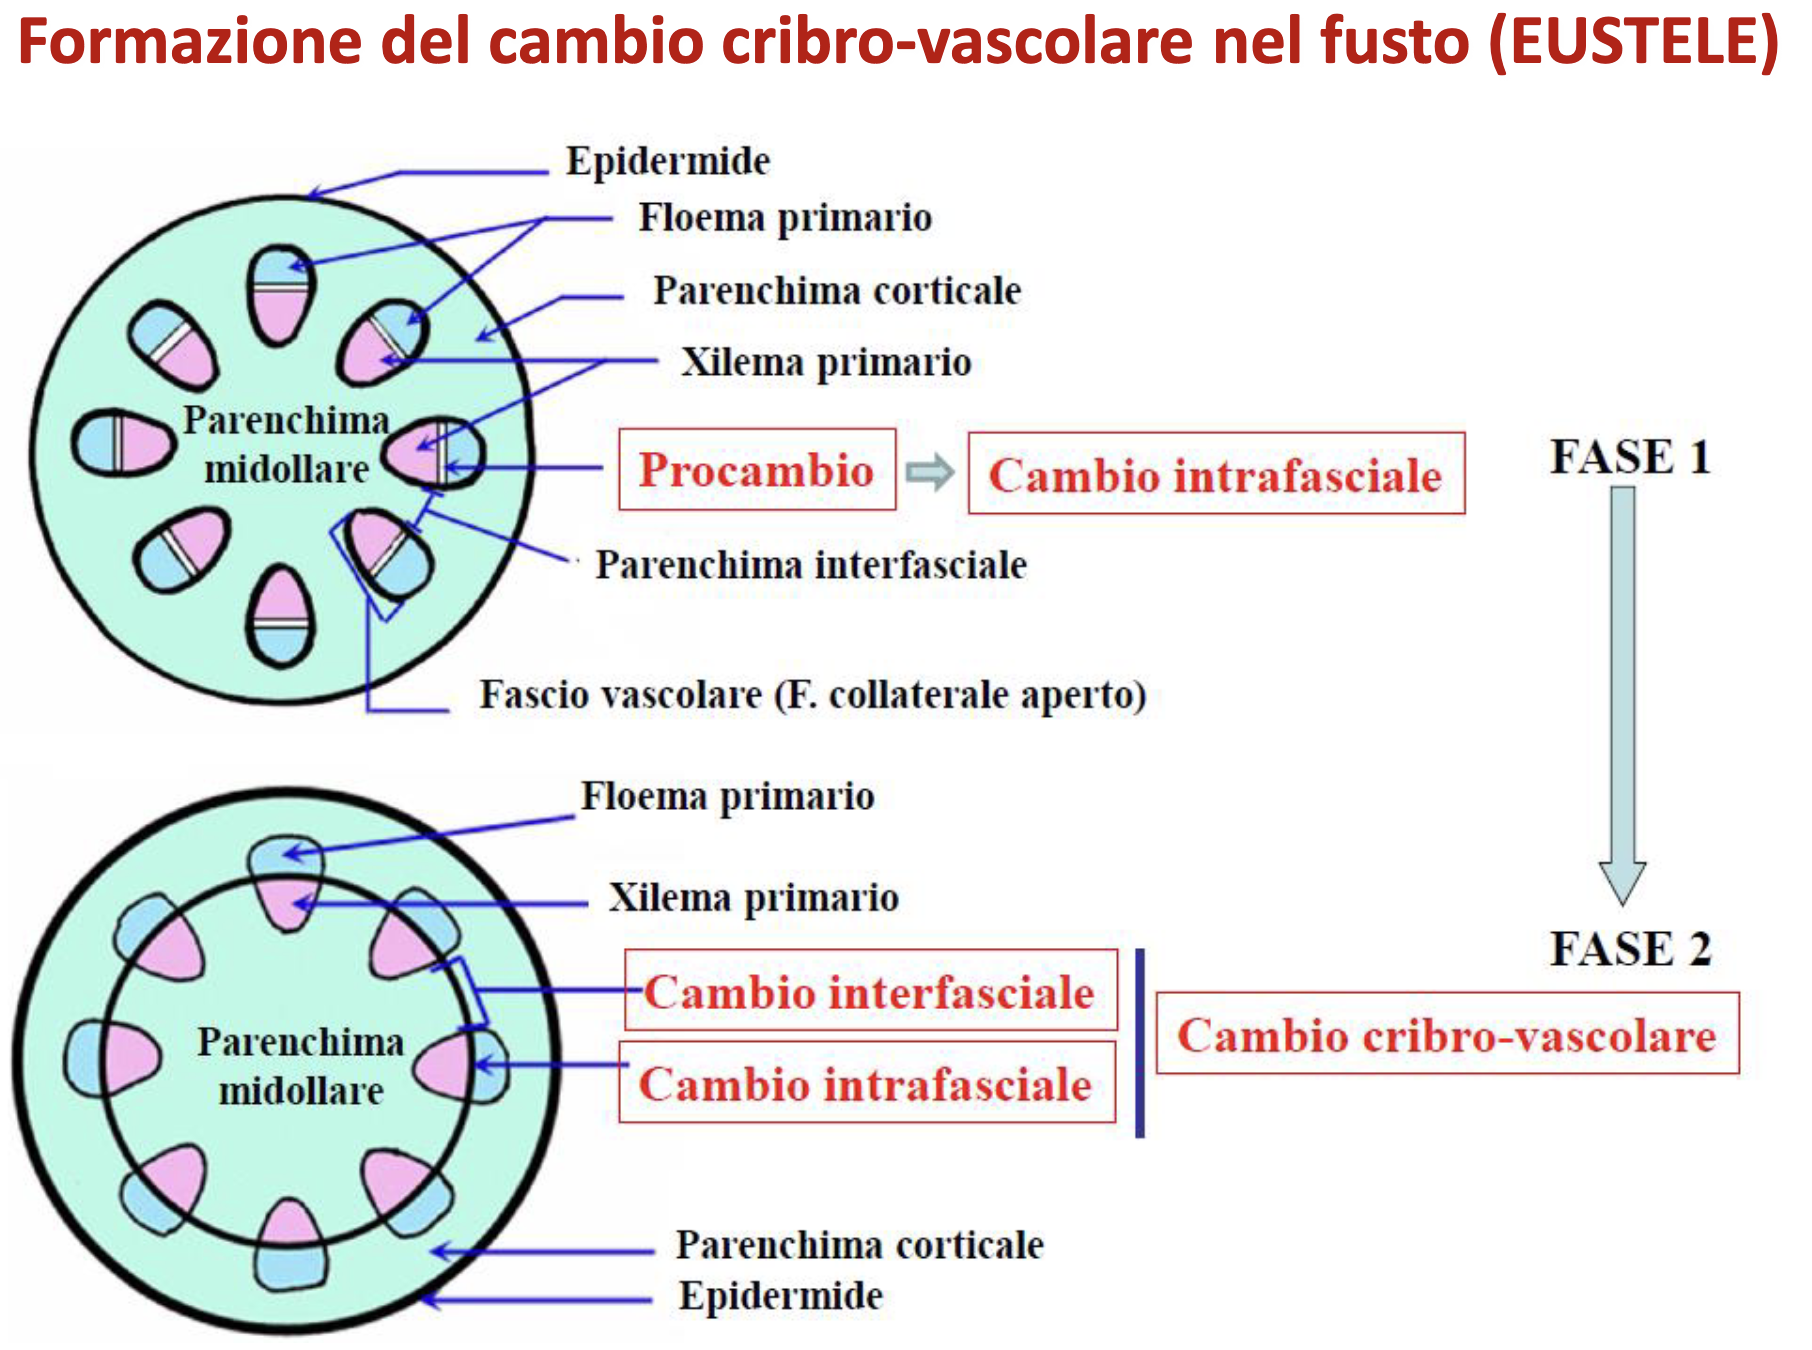 Formazione del cambio cribro-vascolare nel fusto (EUSTELE)
Epidermide
Floema primario
Parenchima corticale
Xilema primario
Parenchima
midollare
Procambio
Cambio intrafasciale
FASE 1
Parenchima interfasciale
Fascio vascolare (F. collaterale aperto)
Floema primario
Xilema primario
FASE 2
Cambio interfasciale
Cambio cribro-vascolare
Parenchima
midollare
Cambio intrafasciale
Parenchima corticale
Epidermide